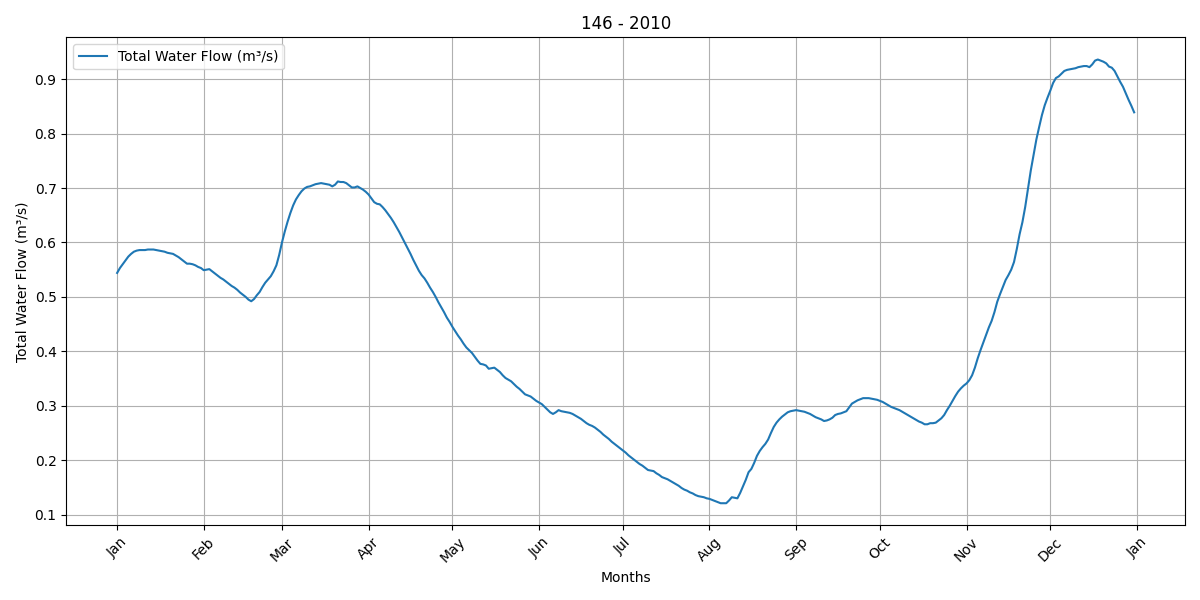 146 - 2010
Total Water Flow (m³/s)
Total Water Flow (m³/s)
0.9
0.8
0.7
0.6
0.5
0.4
0.3
0.2
0.1
Jan
Feb
Mar
Apr
May
Jun
Jul
Aug
Sep
Oct
Nov
Dec
Jan
Months